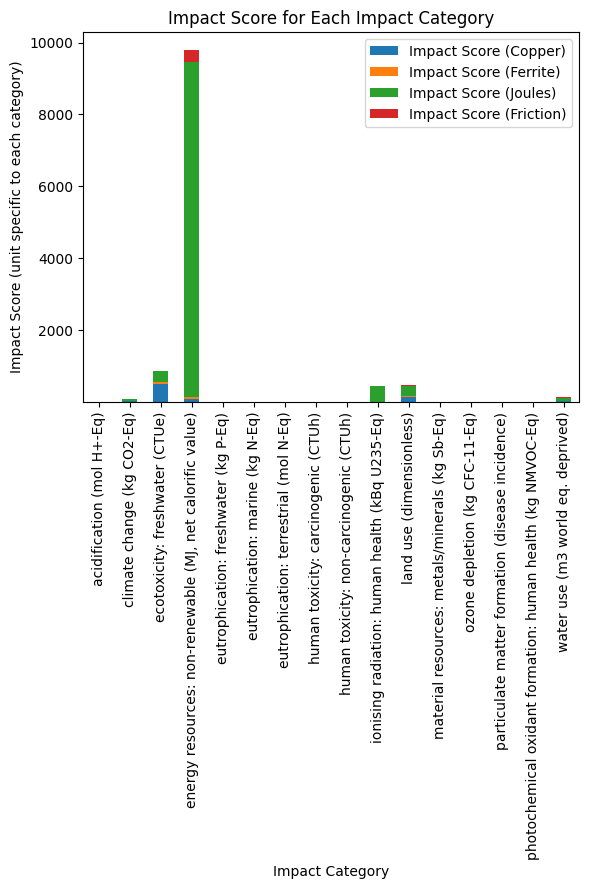 Impact Score for Each Impact Category
10000
8000
6000
4000
2000
Impact Score (unit specific to each category)
Impact Score (Copper)
Impact Score (Ferrite)
Impact Score (Joules)
Impact Score (Friction)
acidification (mol H+-Eq)
climate change (kg CO2-Eq)
ecotoxicity: freshwater (CTUe)
energy resources: non-renewable (MJ, net calorific value)
eutrophication: freshwater (kg P-Eq)
eutrophication: marine (kg N-Eq)
eutrophication: terrestrial (mol N-Eq)
human toxicity: carcinogenic (CTUh)
human toxicity: non-carcinogenic (CTUh)
ionising radiation: human health (kBq U235-Eq)
land use (dimensionless)
material resources: metals/minerals (kg Sb-Eq)
ozone depletion (kg CFC-11-Eq)
particulate matter formation (disease incidence)
photochemical oxidant formation: human health (kg NMVOC-Eq)
water use (m3 world eq. deprived)
Impact Category